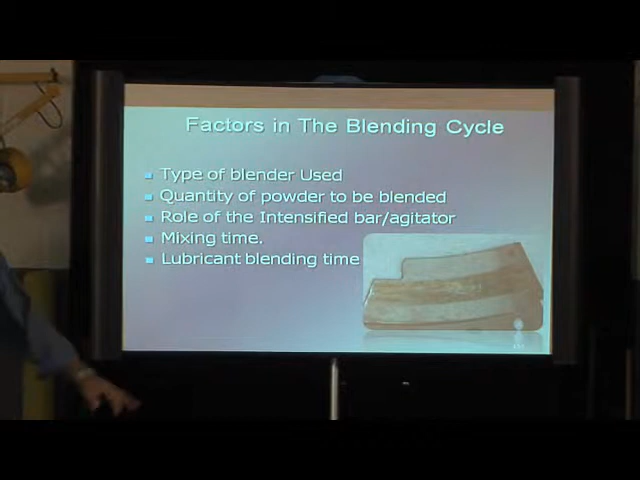 Factors in The Blending Cycle
Type of blender Used
Quantity of powder to be blended
Role of the Intensified bar/agitator
Mixing time.
Lubricant blending time